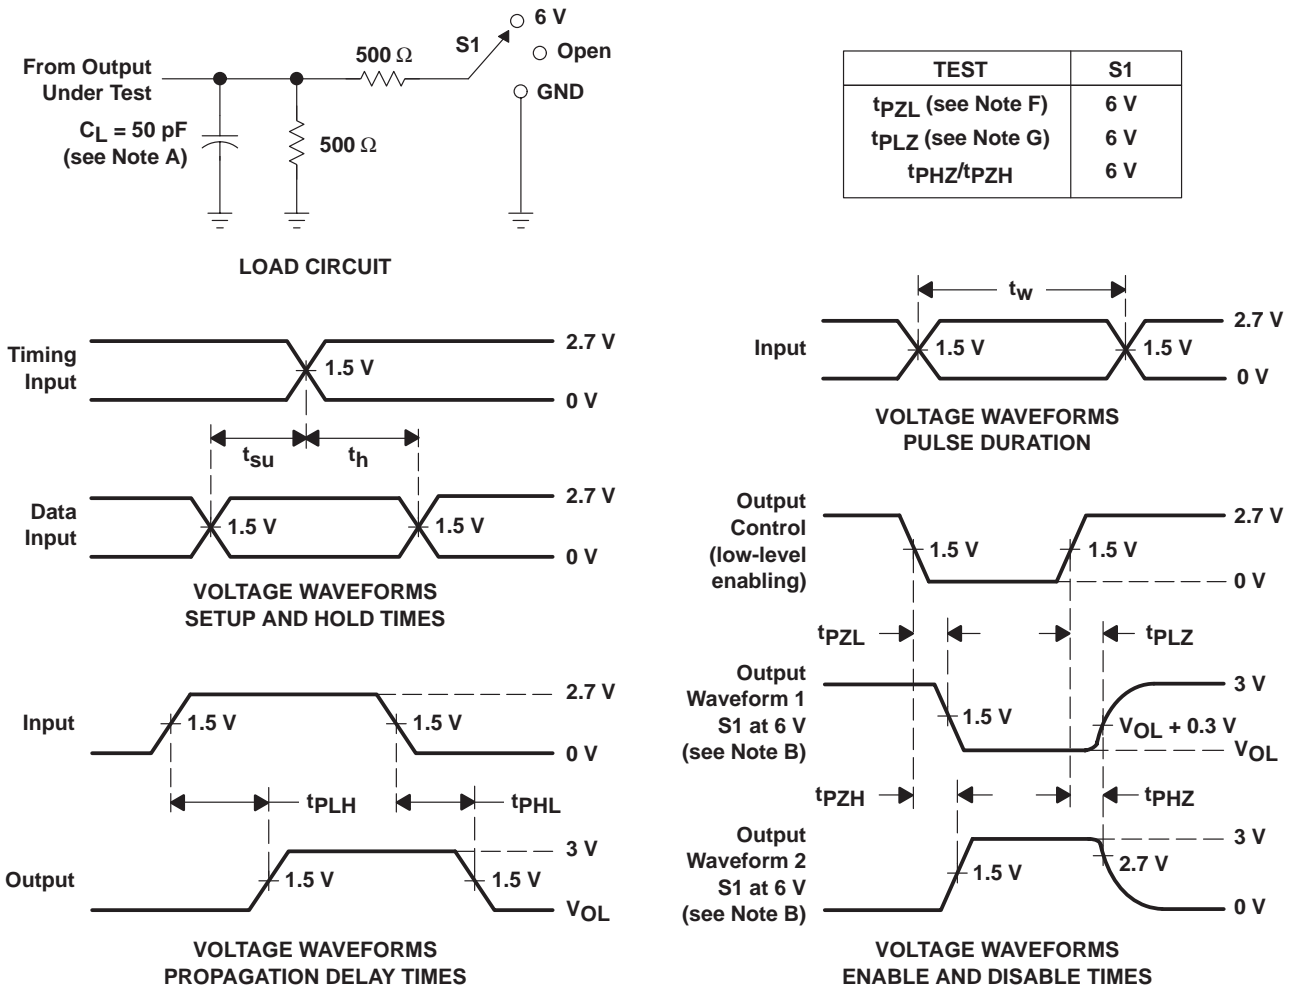 6 V
Open
GND
S1
500 Ω
From Output
Under Test
CL = 50 pF
(see Note A)
500 Ω
LOAD CIRCUIT
TEST S1
tPZL (see Note F) 6 V
tPLZ (see Note G) 6 V
tPHZ/tPZH 6 V
tw
Input
1.5 V
1.5 V
2.7 V
0 V
VOLTAGE WAVEFORMS
PULSE DURATION
Timing
Input
1.5 V
2.7 V
0 V
tsu
th
Data
Input
1.5 V
1.5 V
2.7 V
0 V
VOLTAGE WAVEFORMS
SETUP AND HOLD TIMES
Input
1.5 V
1.5 V
2.7 V
0 V
tPLH
tPHL
Output
1.5 V
1.5 V
3 V
VOL
VOLTAGE WAVEFORMS
PROPAGATION DELAY TIMES
Output
Control
(low-level
enabling)
1.5 V
1.5 V
2.7 V
0 V
tPZL
tPLZ
Output
Waveform 1
S1 at 6 V
(see Note B)
1.5 V
3 V
VOL + 0.3 V
VOL
tPZH
tPHZ
Output
Waveform 2
S1 at 6 V
(see Note B)
1.5 V
3 V
2.7 V
0 V
VOLTAGE WAVEFORMS
ENABLE AND DISABLE TIMES